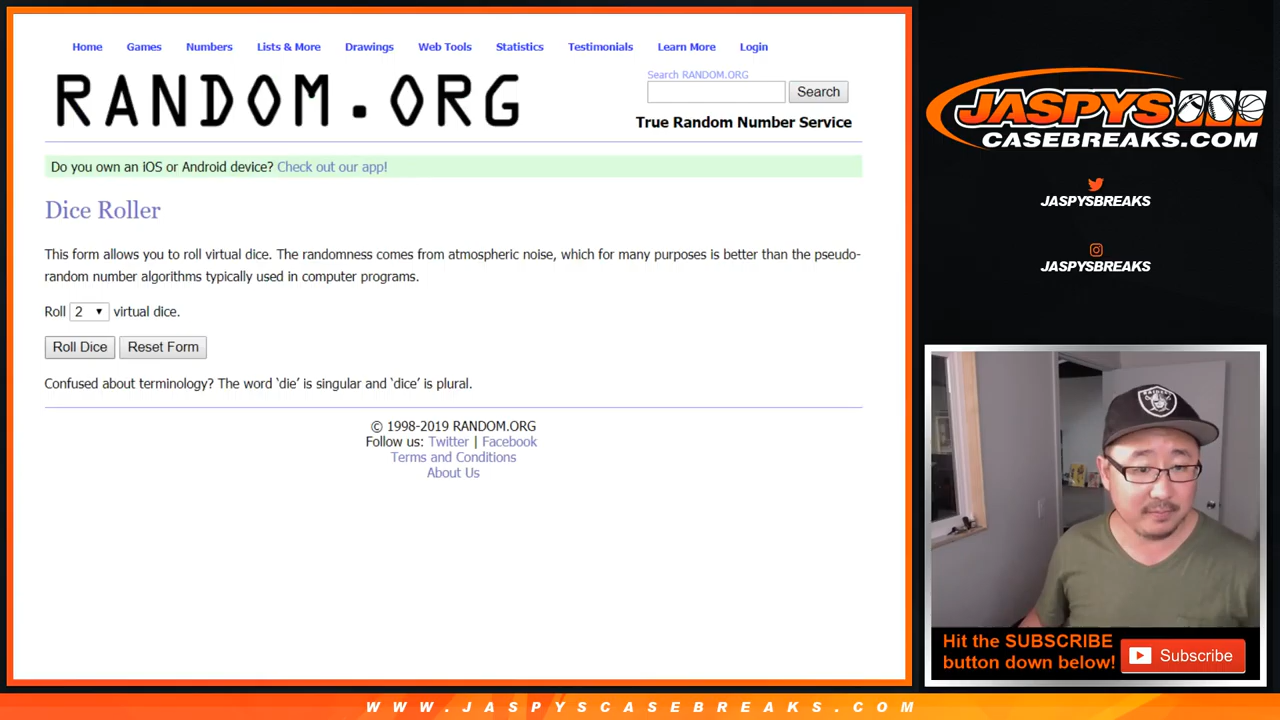 Home Games Numbers Lists & More Drawings Web Tools Statistics Testimonials Learn More Login
RANDOM.ORG
Search RANDOM.ORG
Search
True Random Number Service
Do you own an iOS or Android device? Check out our app!
Dice Roller
This form allows you to roll virtual dice. The randomness comes from atmospheric noise, which for many purposes is better than the pseudo-
random number algorithms typically used in computer programs.
Roll 2 virtual dice.
Roll Dice Reset Form
Confused about terminology? The word ‘die’ is singular and ‘dice’ is plural.
© 1998-2019 RANDOM.ORG
Follow us: Twitter | Facebook
Terms and Conditions
About Us
JASPYS
CASEBREAKS.COM
JASPYSBREAKS
JASPYSBREAKS
RAIDERS
Hit the SUBSCRIBE
button down below!
Subscribe
WWW.JASPYSCASEBREAKS.COM